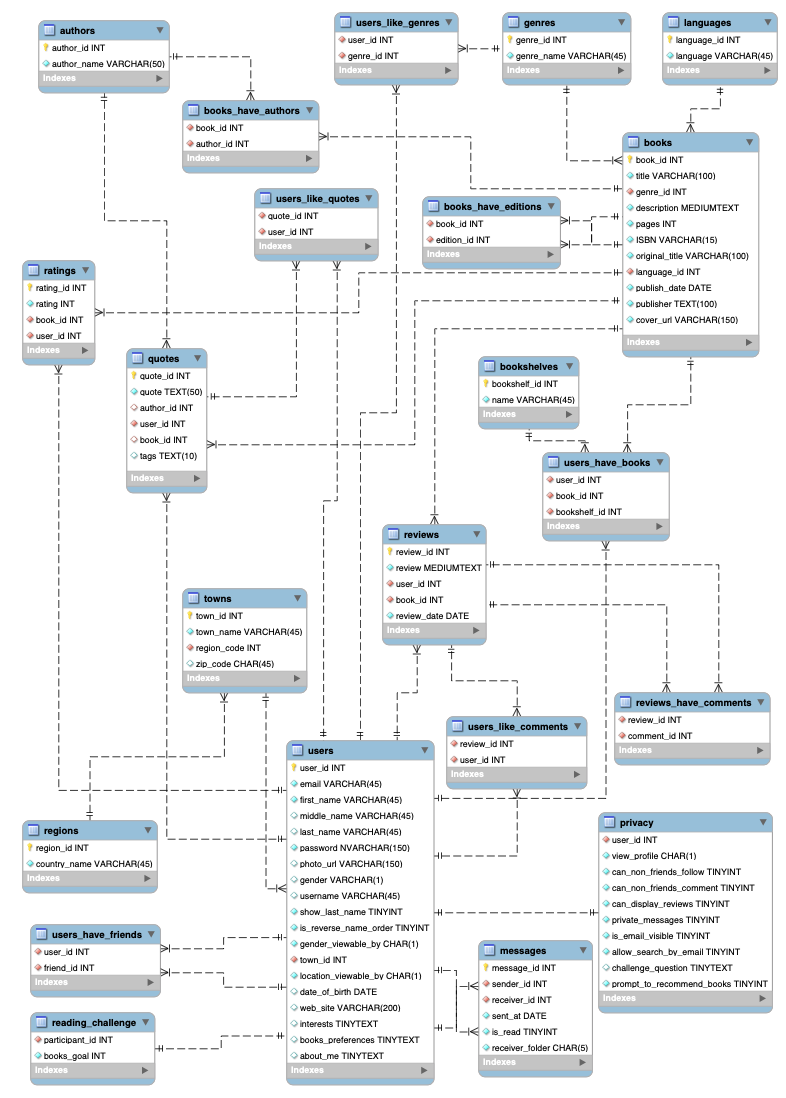 authors
author_id INT
author_name VARCHAR(50)
Indexes
users_like_genres
user_id INT
genre_id INT
Indexes
genres
genre_id INT
genre_name VARCHAR(45)
Indexes
languages
language_id INT
language VARCHAR(45)
Indexes
books_have_authors
book_id INT
author_id INT
Indexes
books
book_id INT
title VARCHAR(100)
genre_id INT
description MEDIUMTEXT
pages INT
ISBN VARCHAR(15)
original_title VARCHAR(100)
language_id INT
publish_date DATE
publisher TEXT(100)
cover_url VARCHAR(150)
Indexes
users_like_quotes
quote_id INT
user_id INT
Indexes
books_have_editions
book_id INT
edition_id INT
Indexes
ratings
rating_id INT
rating INT
book_id INT
user_id INT
Indexes
quotes
quote_id INT
quote TEXT(50)
author_id INT
user_id INT
book_id INT
tags TEXT(10)
Indexes
bookshelves
bookshelf_id INT
name VARCHAR(45)
Indexes
users_have_books
user_id INT
book_id INT
bookshelf_id INT
Indexes
reviews
review_id INT
review MEDIUMTEXT
user_id INT
book_id INT
review_date DATE
Indexes
towns
town_id INT
town_name VARCHAR(45)
region_code INT
zip_code CHAR(45)
Indexes
reviews_have_comments
review_id INT
comment_id INT
Indexes
users_like_comments
review_id INT
user_id INT
Indexes
users
user_id INT
email VARCHAR(45)
first_name VARCHAR(45)
middle_name VARCHAR(45)
last_name VARCHAR(45)
password NVARCHAR(150)
photo_url VARCHAR(150)
gender VARCHAR(1)
username VARCHAR(45)
show_last_name TINYINT
is_reverse_name_order TINYINT
gender_viewable_by CHAR(1)
town_id INT
location_viewable_by CHAR(1)
date_of_birth DATE
web_site VARCHAR(200)
interests TINYTEXT
books_preferences TINYTEXT
about_me TINYTEXT
Indexes
regions
region_id INT
country_name VARCHAR(45)
Indexes
privacy
user_id INT
view_profile CHAR(1)
can_non_friends_follow TINYINT
can_non_friends_comment TINYINT
can_display_reviews TINYINT
private_messages TINYINT
is_email_visible TINYINT
allow_search_by_email TINYINT
challenge_question TINYTEXT
prompt_to_recommend_books TINYINT
Indexes
users_have_friends
user_id INT
friend_id INT
Indexes
messages
message_id INT
sender_id INT
receiver_id INT
sent_at DATE
is_read TINYINT
receiver_folder CHAR(5)
Indexes
reading_challenge
participant_id INT
books_goal INT
Indexes